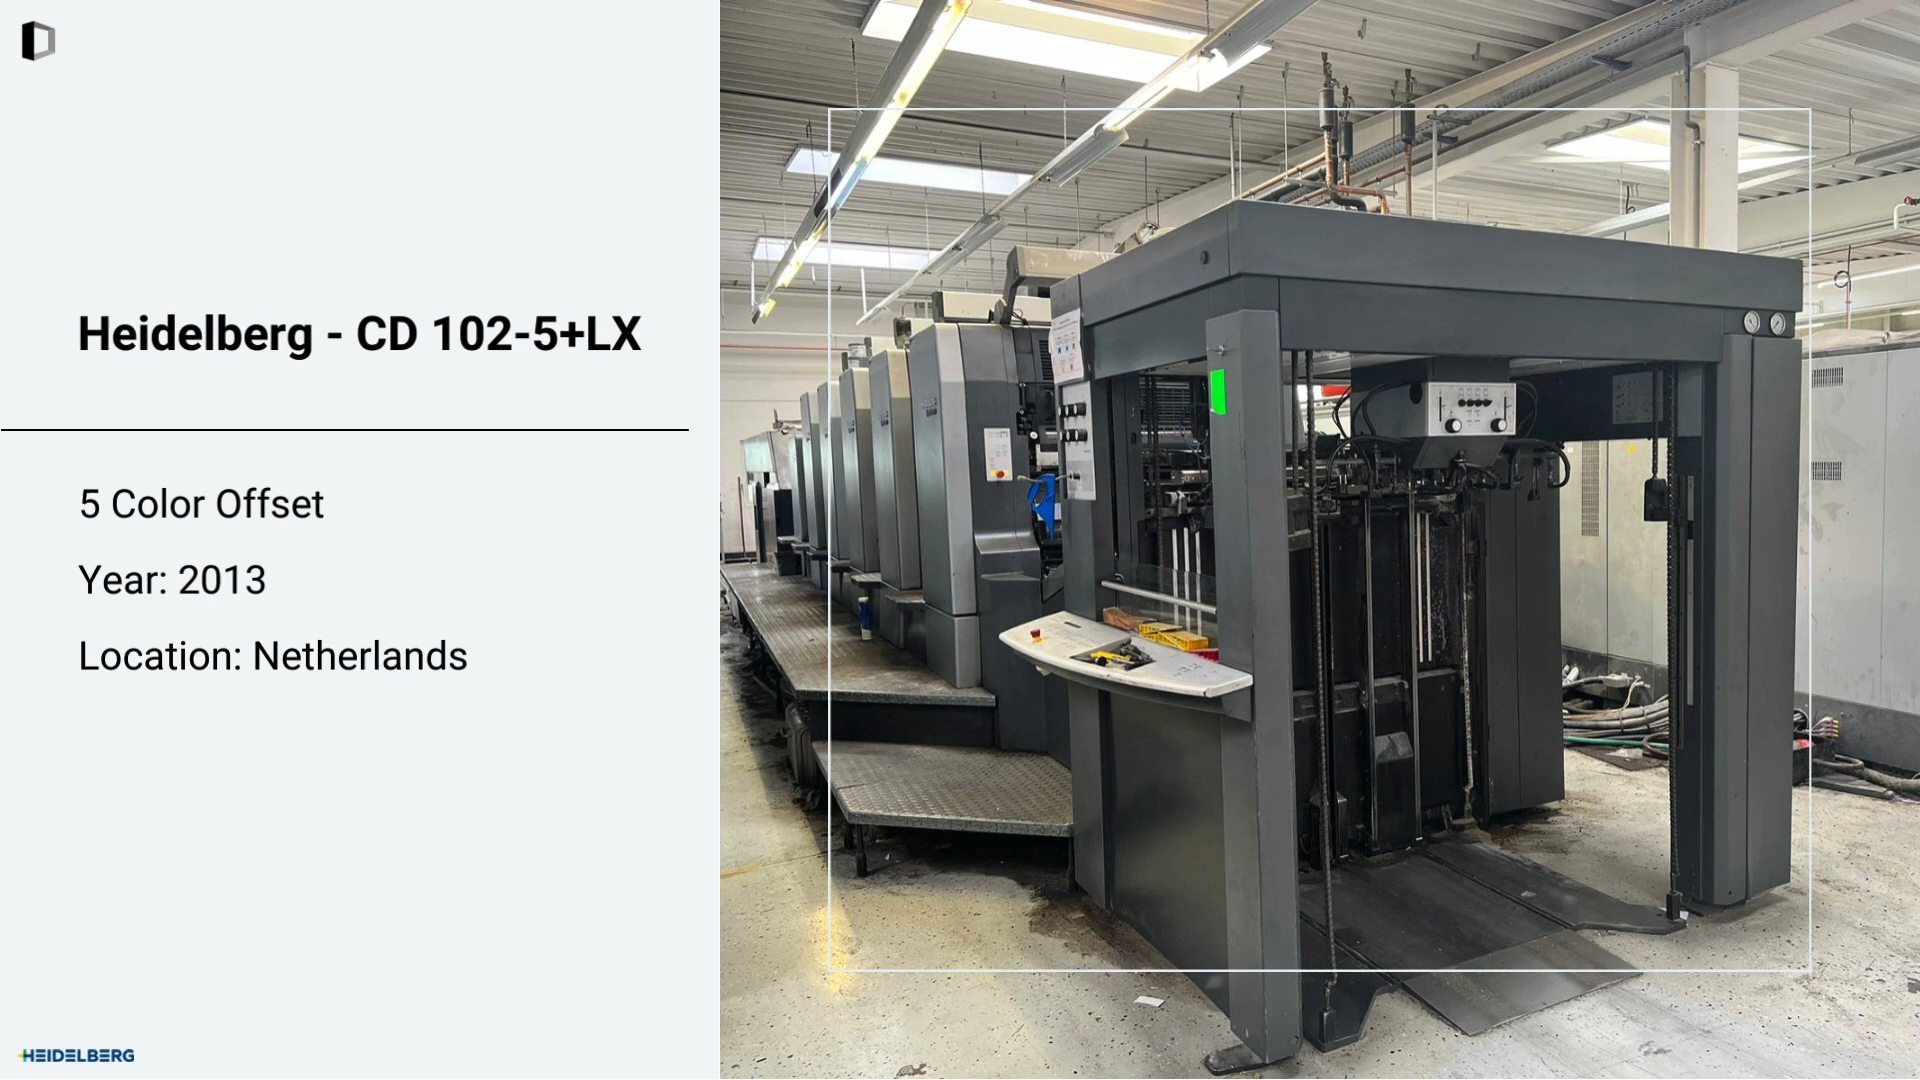 Heidelberg - CD 102-5+LX
5 Color Offset
Year: 2013
Location: Netherlands
HEIDELBERG